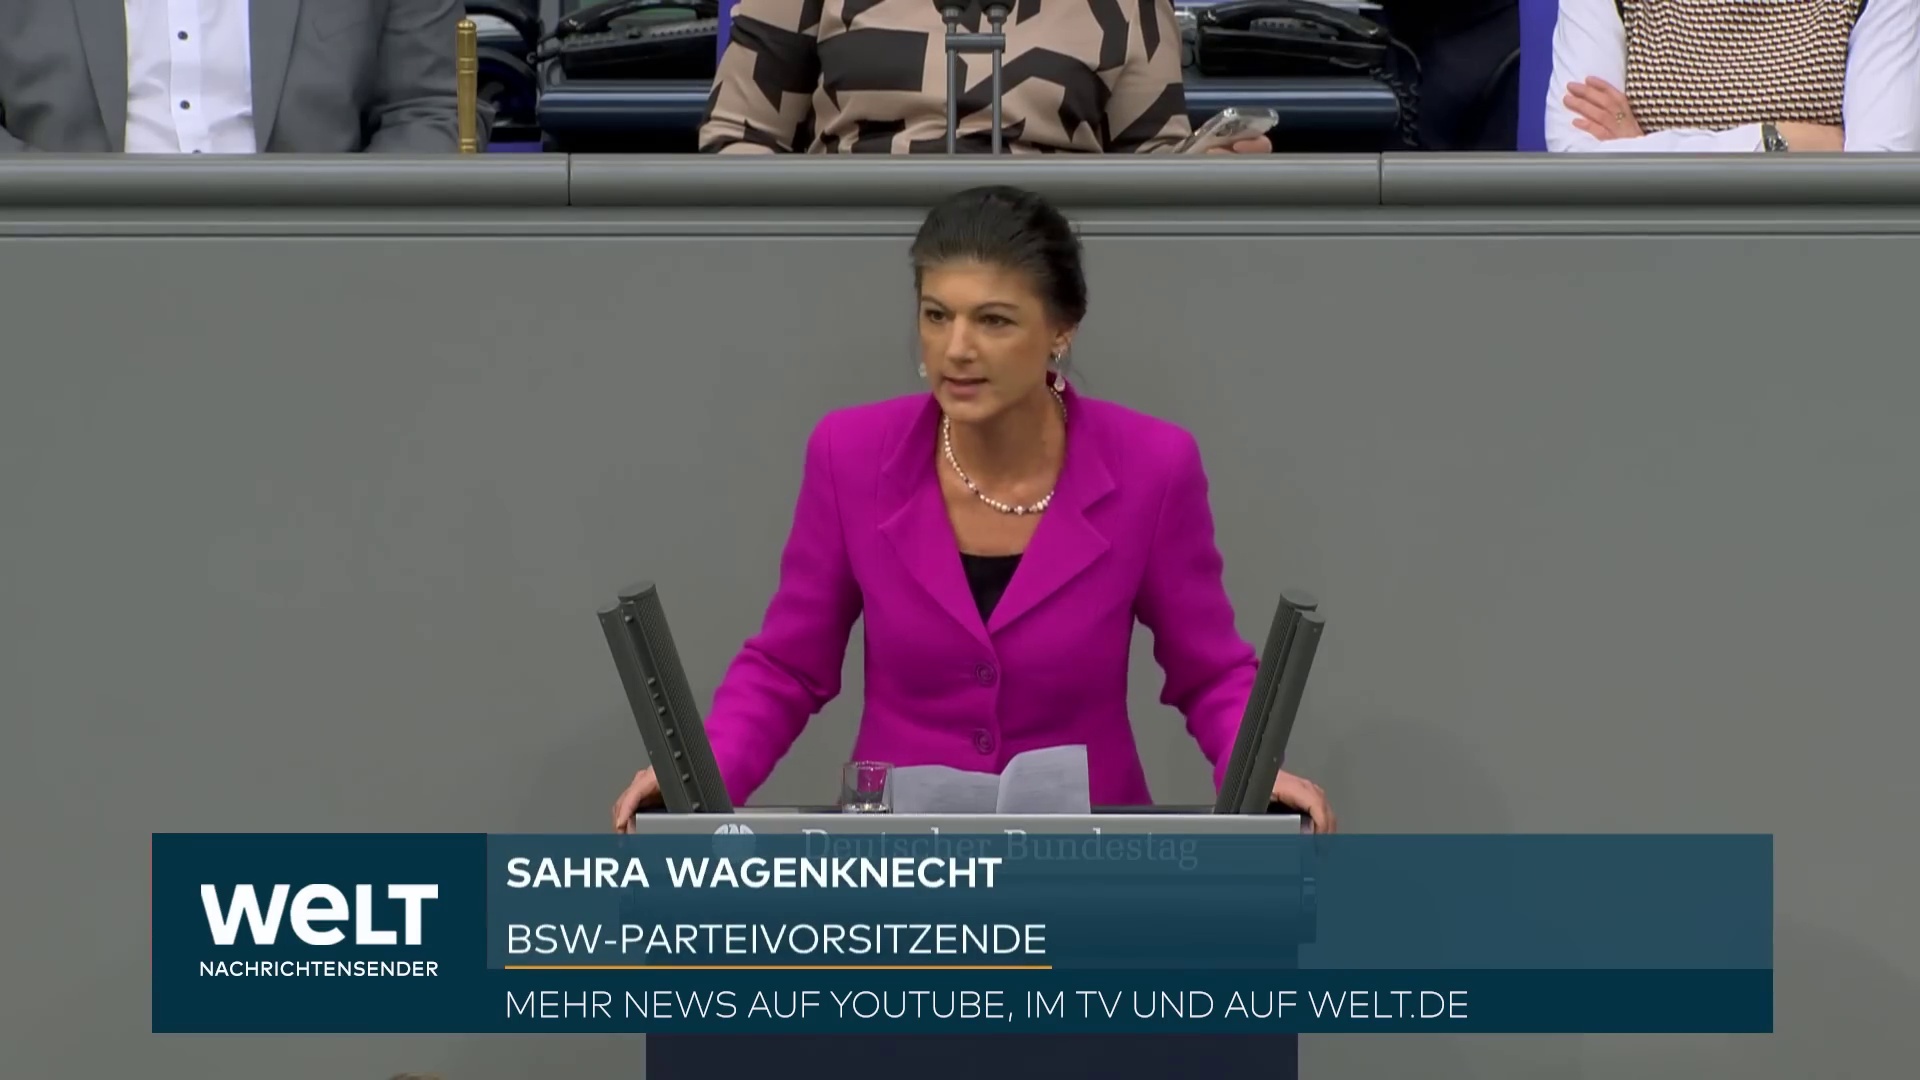 Deutscher Bundestag
SAHRA WAGENKNECHT
BSW-PARTEIVORSITZENDE
WELT
NACHRICHTENSENDER
MEHR NEWS AUF YOUTUBE, IM TV UND AUF WELT.DE